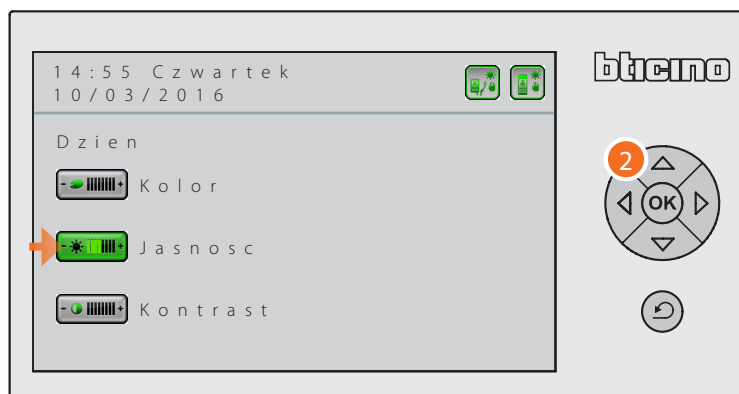 14:55 Czwartek
10/03/2016
bticino
Dzien
Kolor
Jasnosc
Kontrast
2
OK